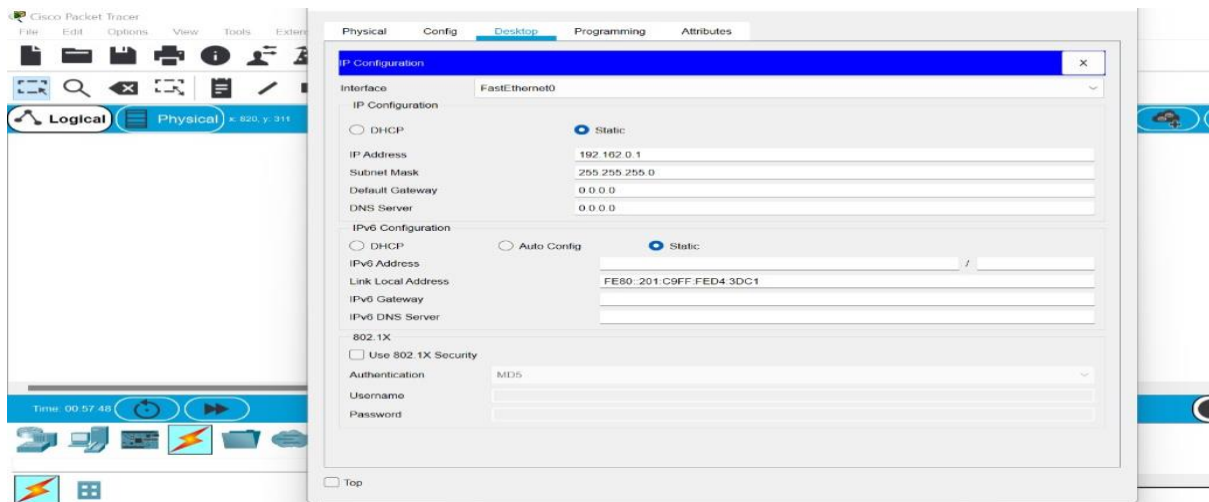 Cisco Packet Tracer
File Edit Options View Tools Exten
Physical Config Desktop Programming Attributes
IP Configuration
Interface FastEthernet0
IP Configuration
DHCP Static
IP Address 192.162.0.1
Subnet Mask 255.255.255.0
Default Gateway 0.0.0.0
DNS Server 0.0.0.0
IPv6 Configuration
DHCP Auto Config Static
IPv6 Address /
Link Local Address FE80::201:C9FF:FED4:3DC1
IPv6 Gateway
IPv6 DNS Server
802.1X
Use 802.1X Security
Authentication MD5
Username
Password
Top
Logical Physical x: 820, y: 311
Time: 00:57:48